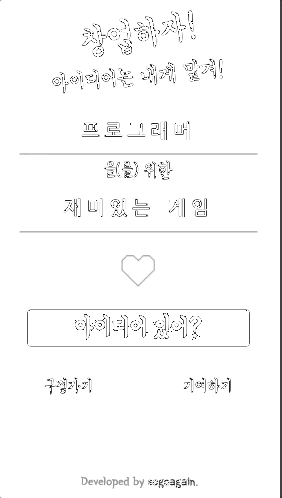 창업하자!
아이디어는 내게 맡겨!
프로그래머
을(를) 위한
재미있는 게임
아이디어 있어?
구경하기
기여하기
Developed by sogoagain.